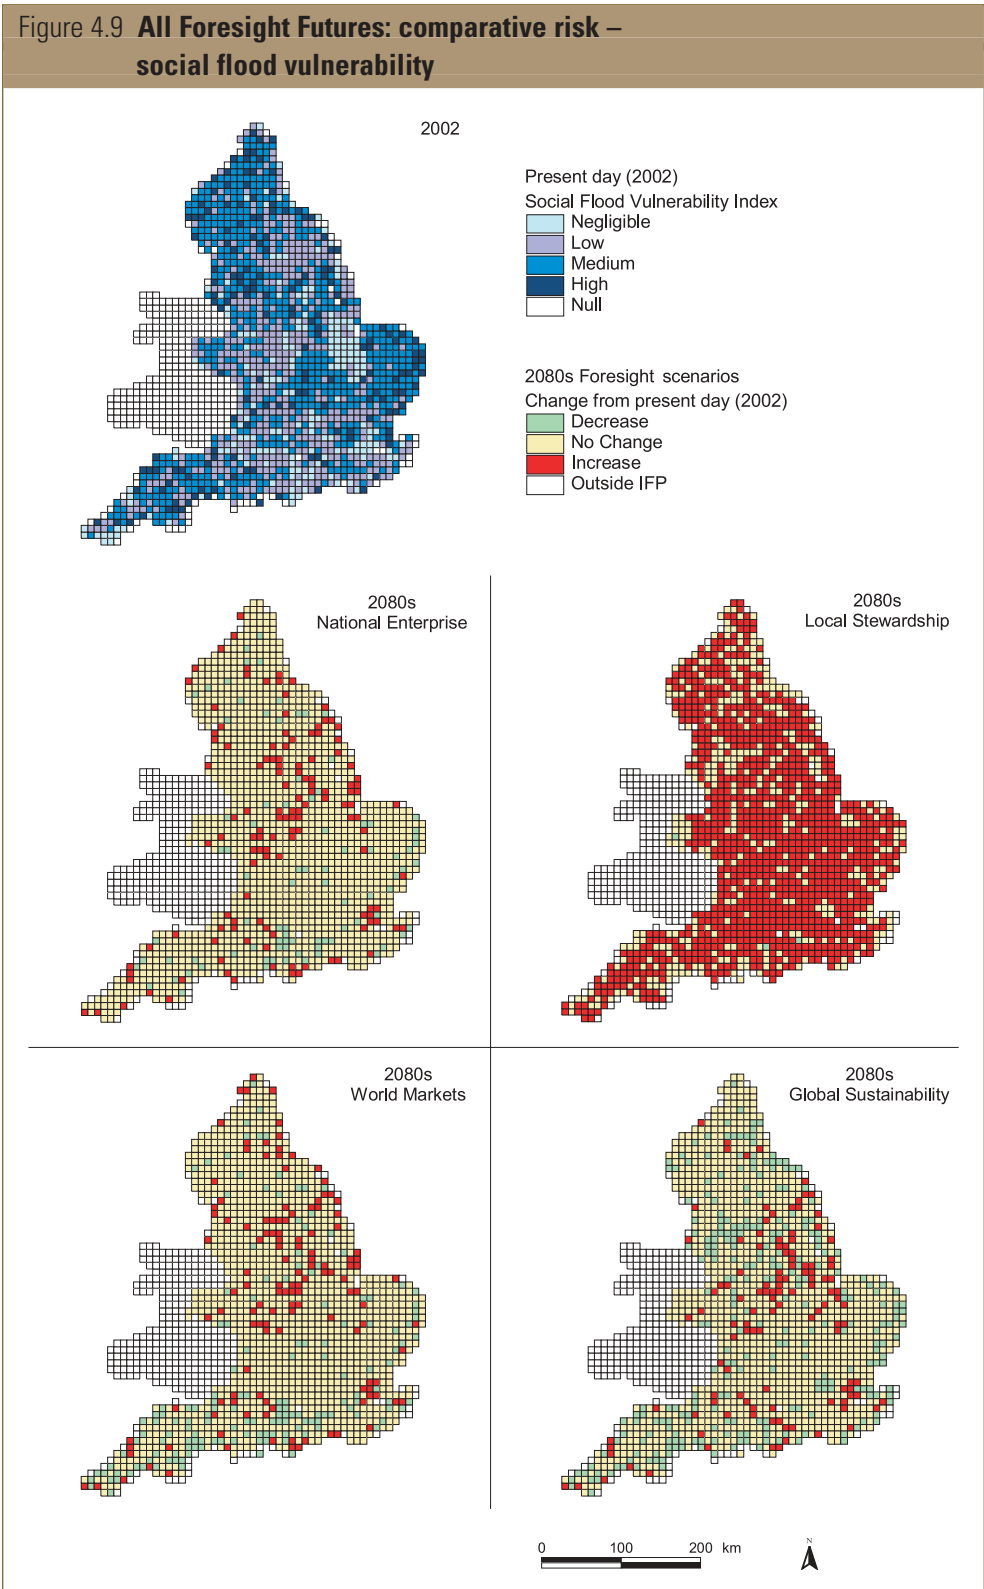 Figure 4.9 All Foresight Futures: comparative risk –
social flood vulnerability
2002
Present day (2002)
Social Flood Vulnerability Index
Negligible
Low
Medium
High
Null
2080s Foresight scenarios
Change from present day (2002)
Decrease
No Change
Increase
Outside IFP
2080s
National Enterprise
2080s
Local Stewardship
2080s
World Markets
2080s
Global Sustainability
0 100 200 km
N